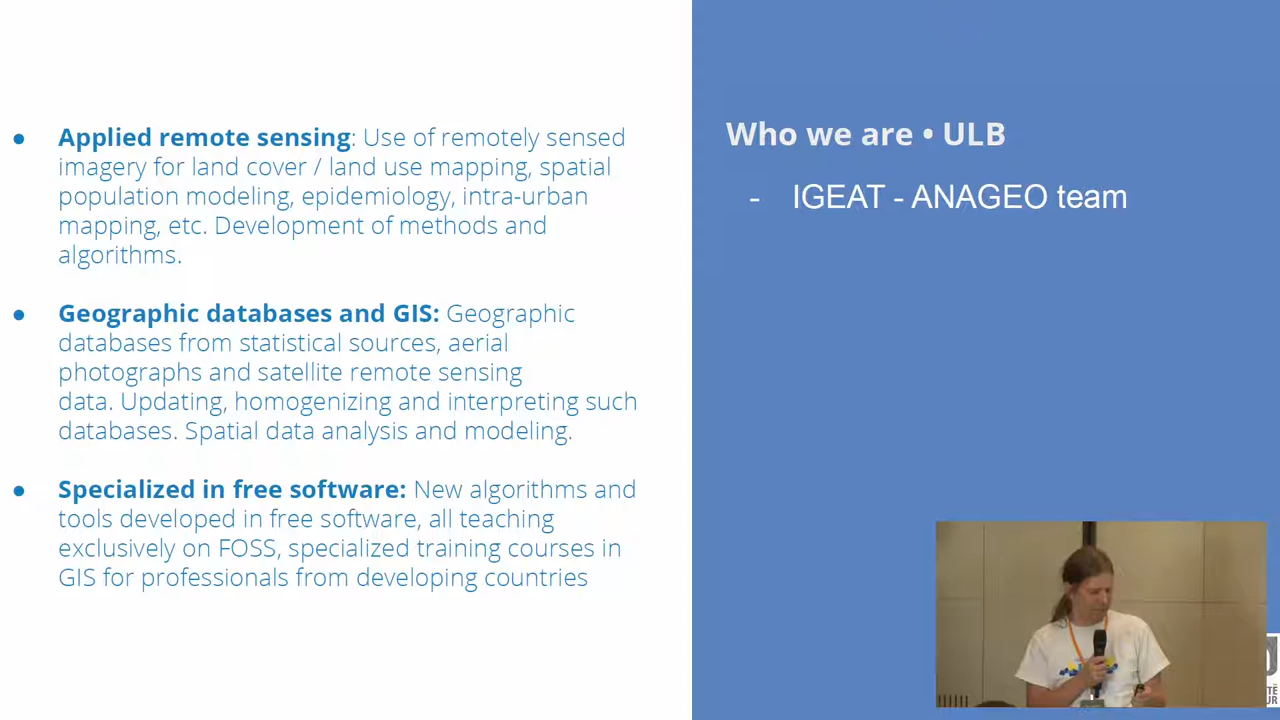 ● Applied remote sensing: Use of remotely sensed
imagery for land cover / land use mapping, spatial
population modeling, epidemiology, intra-urban
mapping, etc. Development of methods and
algorithms.
● Geographic databases and GIS: Geographic
databases from statistical sources, aerial
photographs and satellite remote sensing
data. Updating, homogenizing and interpreting such
databases. Spatial data analysis and modeling.
● Specialized in free software: New algorithms and
tools developed in free software, all teaching
exclusively on FOSS, specialized training courses in
GIS for professionals from developing countries
Who we are • ULB
- IGEAT - ANAGEO team